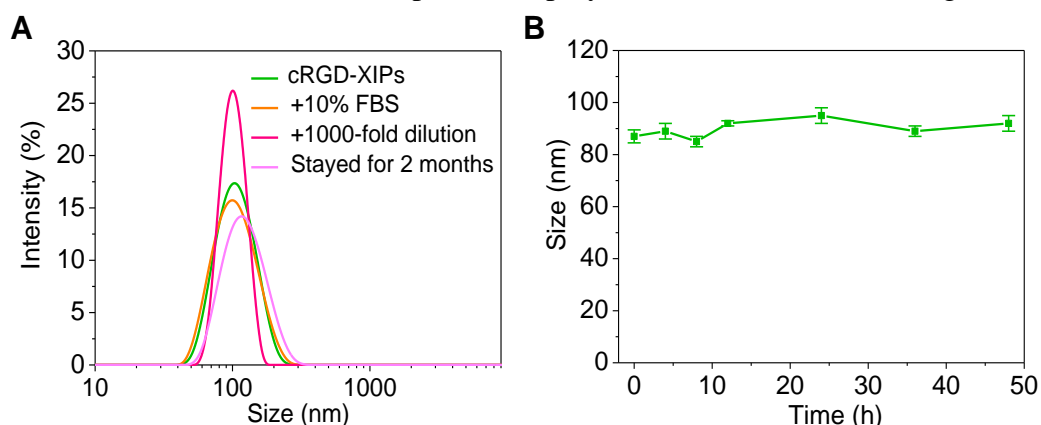 A
Intensity (%)
30
25
20
15
10
5
0
cRGD-XIPs
+10% FBS
+1000-fold dilution
Stayed for 2 months
10
100
1000
Size (nm)
B
Size (nm)
120
100
80
60
40
20
0
0
10
20
30
40
50
Time (h)